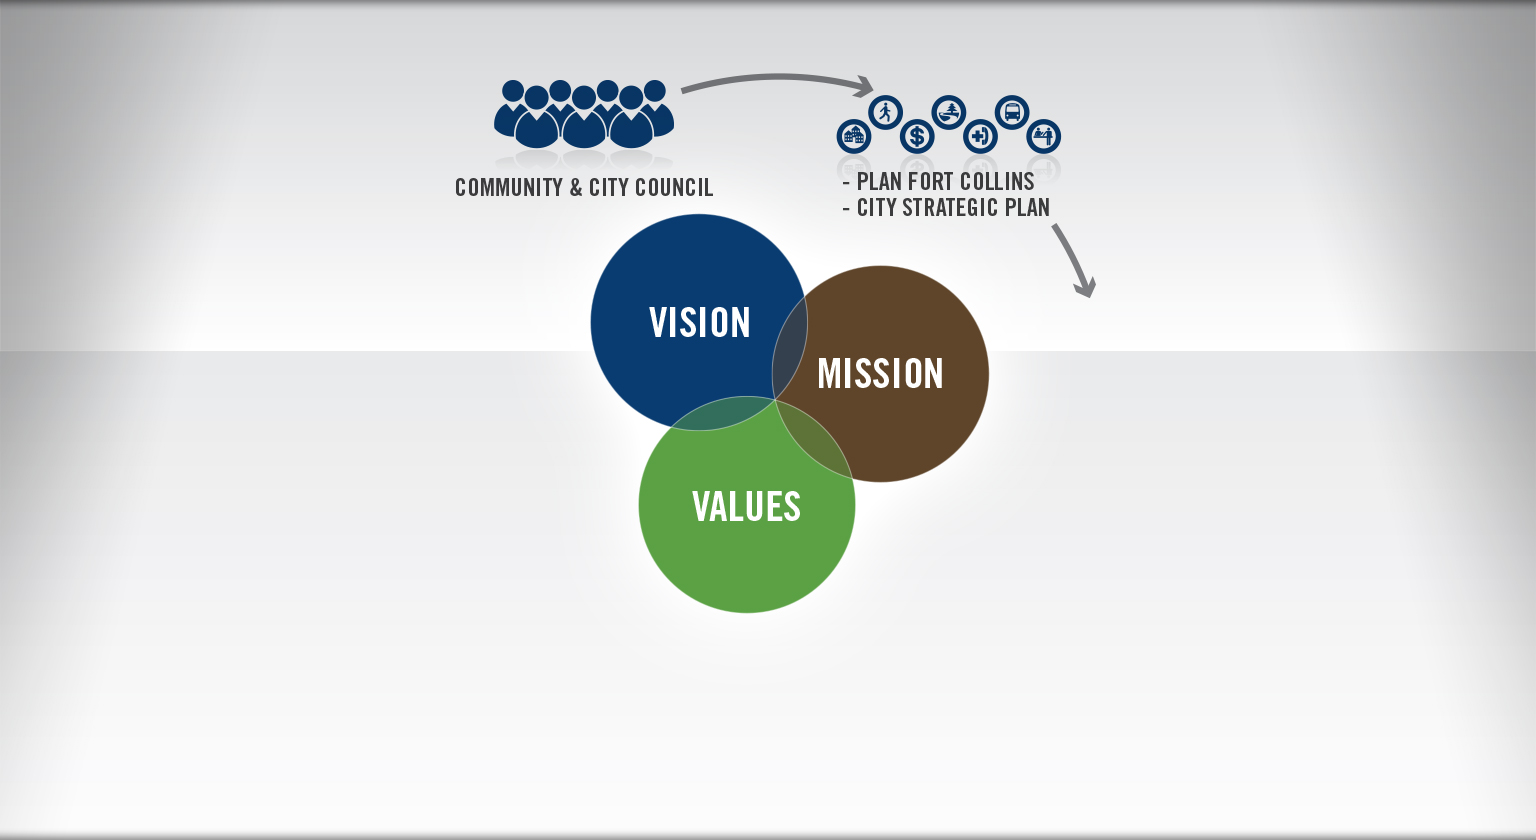 COMMUNITY & CITY COUNCIL
- PLAN FORT COLLINS
- CITY STRATEGIC PLAN
VISION
MISSION
VALUES